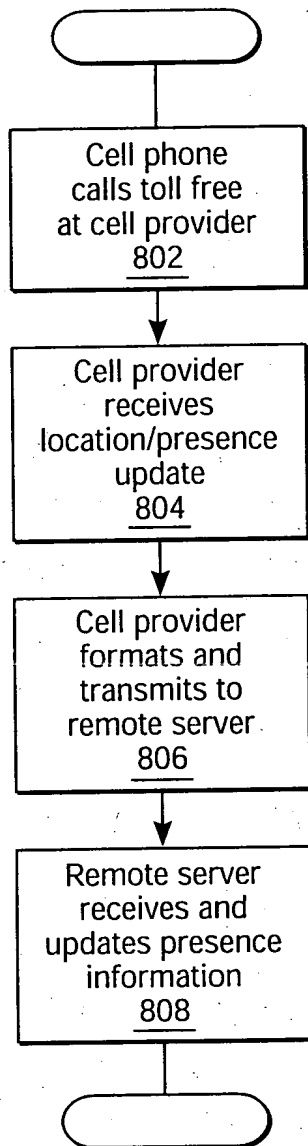 Cell phone
calls toll free
at cell provider
802
Cell provider
receives
location/presence
update
804
Cell provider
formats and
transmits to
remote server
806
Remote server
receives and
updates presence
information
808